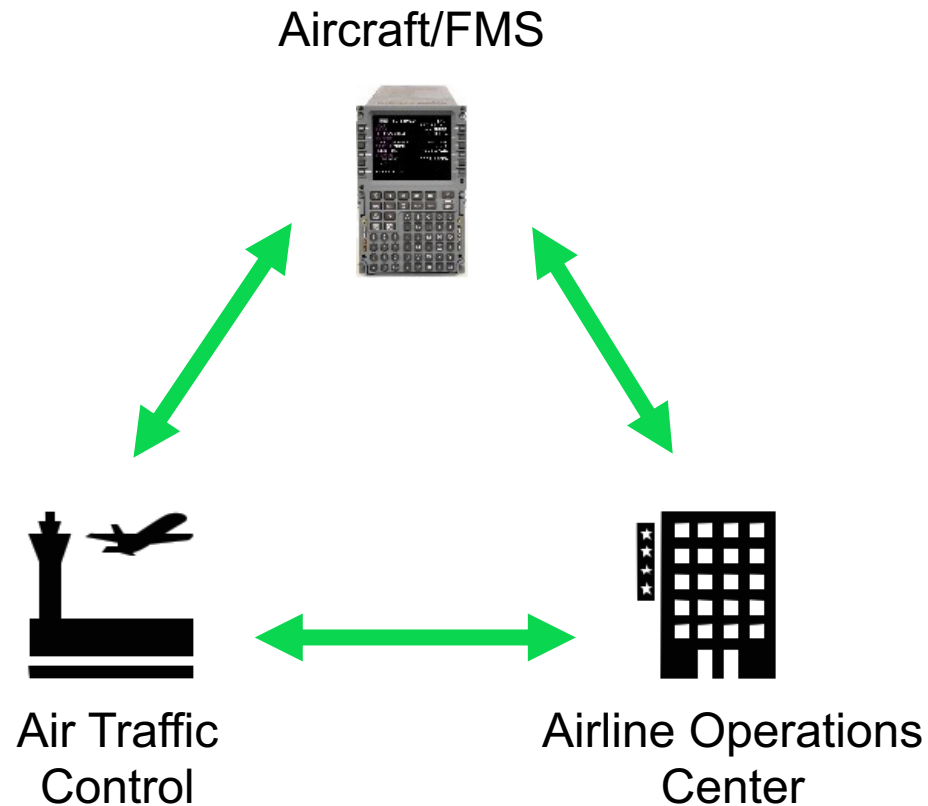 Aircraft/FMS
Air Traffic
Control
Airline Operations
Center